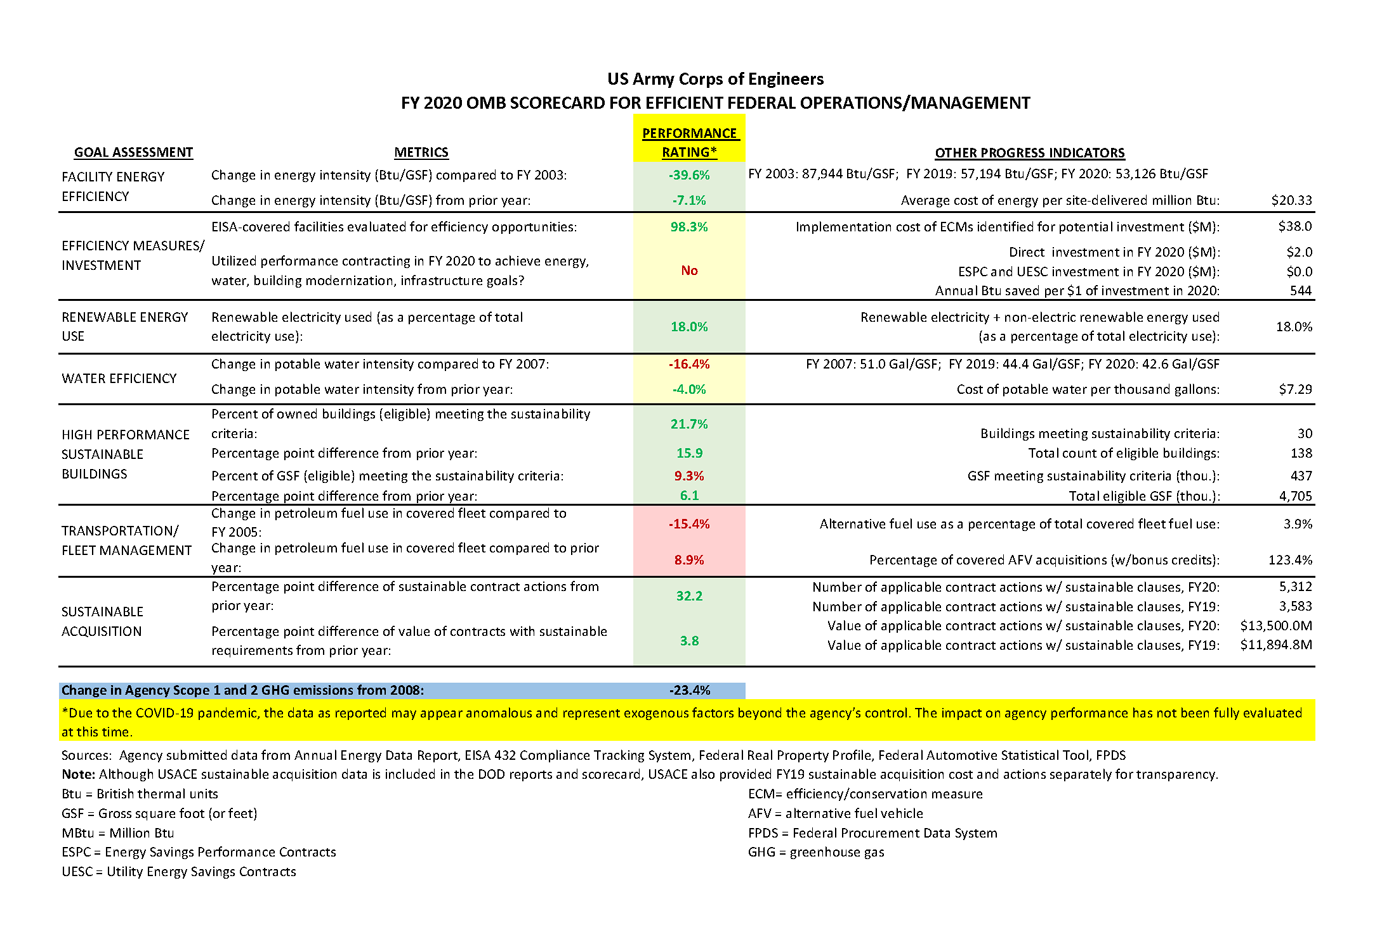 US Army Corps of Engineers
FY 2020 OMB SCORECARD FOR EFFICIENT FEDERAL OPERATIONS/MANAGEMENT
GOAL ASSESSMENT METRICS PERFORMANCE RATING* OTHER PROGRESS INDICATORS
FACILITY ENERGY EFFICIENCY
Change in energy intensity (Btu/GSF) compared to FY 2003: -39.6% FY 2003: 87,944 Btu/GSF; FY 2019: 57,194 Btu/GSF; FY 2020: 53,126 Btu/GSF
Change in energy intensity (Btu/GSF) from prior year: -7.1% Average cost of energy per site-delivered million Btu: $20.33
EFFICIENCY MEASURES/
INVESTMENT
EISA-covered facilities evaluated for efficiency opportunities: 98.3% Implementation cost of ECMs identified for potential investment ($M): $38.0
Utilized performance contracting in FY 2020 to achieve energy,
water, building modernization, infrastructure goals? No
Direct investment in FY 2020 ($M): $2.0
ESPC and UESC investment in FY 2020 ($M): $0.0
Annual Btu saved per $1 of investment in 2020: 544
RENEWABLE ENERGY
USE
Renewable electricity used (as a percentage of total
electricity use): 18.0%
Renewable electricity + non-electric renewable energy used
(as a percentage of total electricity use): 18.0%
WATER EFFICIENCY
Change in potable water intensity compared to FY 2007: -16.4% FY 2007: 51.0 Gal/GSF; FY 2019: 44.4 Gal/GSF; FY 2020: 42.6 Gal/GSF
Change in potable water intensity from prior year: -4.0% Cost of potable water per thousand gallons: $7.29
HIGH PERFORMANCE
SUSTAINABLE
BUILDINGS
Percent of owned buildings (eligible) meeting the sustainability
criteria: 21.7% Buildings meeting sustainability criteria: 30
Percentage point difference from prior year: 15.9 Total count of eligible buildings: 138
Percent of GSF (eligible) meeting the sustainability criteria: 9.3% GSF meeting sustainability criteria (thou.): 437
Percentage point difference from prior year: 6.1 Total eligible GSF (thou.): 4,705
TRANSPORTATION/
FLEET MANAGEMENT
Change in petroleum fuel use in covered fleet compared to
FY 2005: -15.4% Alternative fuel use as a percentage of total covered fleet fuel use: 3.9%
Change in petroleum fuel use in covered fleet compared to prior
year: 8.9% Percentage of covered AFV acquisitions (w/bonus credits): 123.4%
SUSTAINABLE
ACQUISITION
Percentage point difference of sustainable contract actions from
prior year: 32.2
Number of applicable contract actions w/ sustainable clauses, FY20: 5,312
Number of applicable contract actions w/ sustainable clauses, FY19: 3,583
Percentage point difference of value of contracts with sustainable
requirements from prior year: 3.8
Value of applicable contract actions w/ sustainable clauses, FY20: $13,500.0M
Value of applicable contract actions w/ sustainable clauses, FY19: $11,894.8M
Change in Agency Scope 1 and 2 GHG emissions from 2008: -23.4%
*Due to the COVID-19 pandemic, the data as reported may appear anomalous and represent exogenous factors beyond the agency's control. The impact on agency performance has not been fully evaluated
at this time.
Sources: Agency submitted data from Annual Energy Data Report, EISA 432 Compliance Tracking System, Federal Real Property Profile, Federal Automotive Statistical Tool, FPDS
Note: Although USACE sustainable acquisition data is included in the DOD reports and scorecard, USACE also provided FY19 sustainable acquisition cost and actions separately for transparency.
Btu = British thermal units ECM= efficiency/conservation measure
GSF = Gross square foot (or feet) AFV = alternative fuel vehicle
MBtu = Million Btu FPDS = Federal Procurement Data System
ESPC = Energy Savings Performance Contracts GHG = greenhouse gas
UESC = Utility Energy Savings Contracts